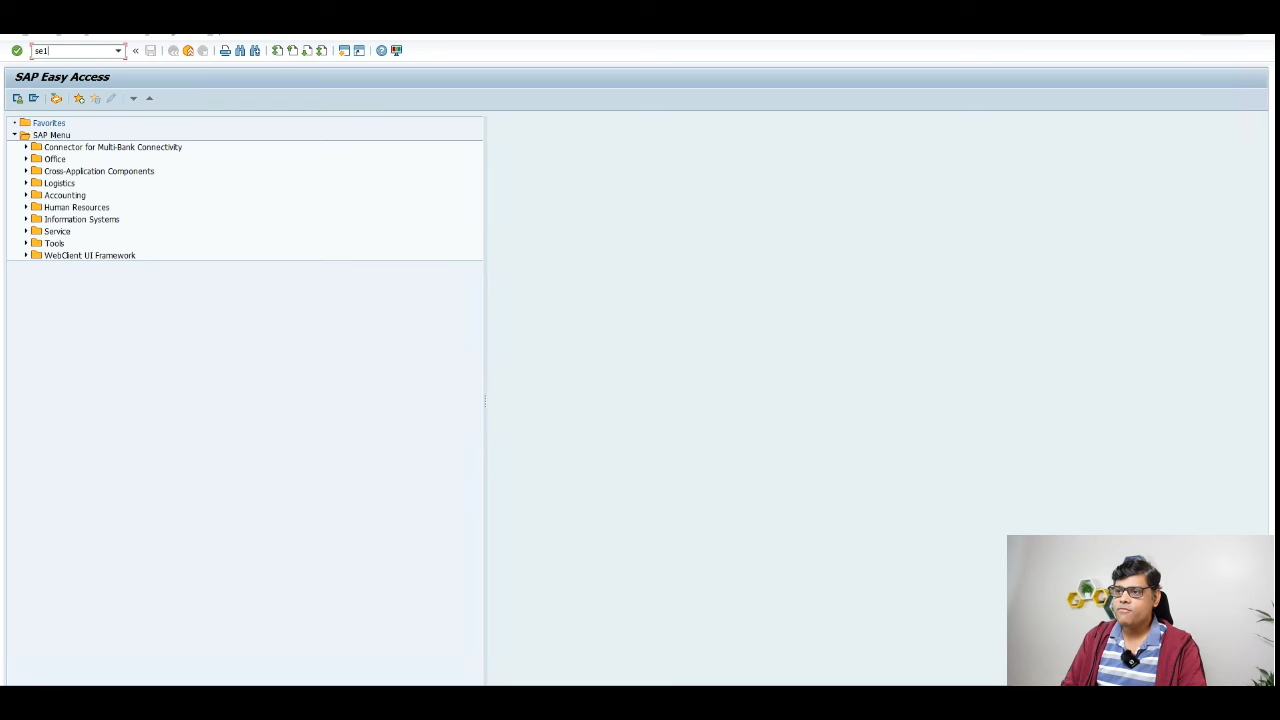 se1
SAP Easy Access
Favorites
SAP Menu
Connector for Multi-Bank Connectivity
Office
Cross-Application Components
Logistics
Accounting
Human Resources
Information Systems
Service
Tools
WebClient UI Framework